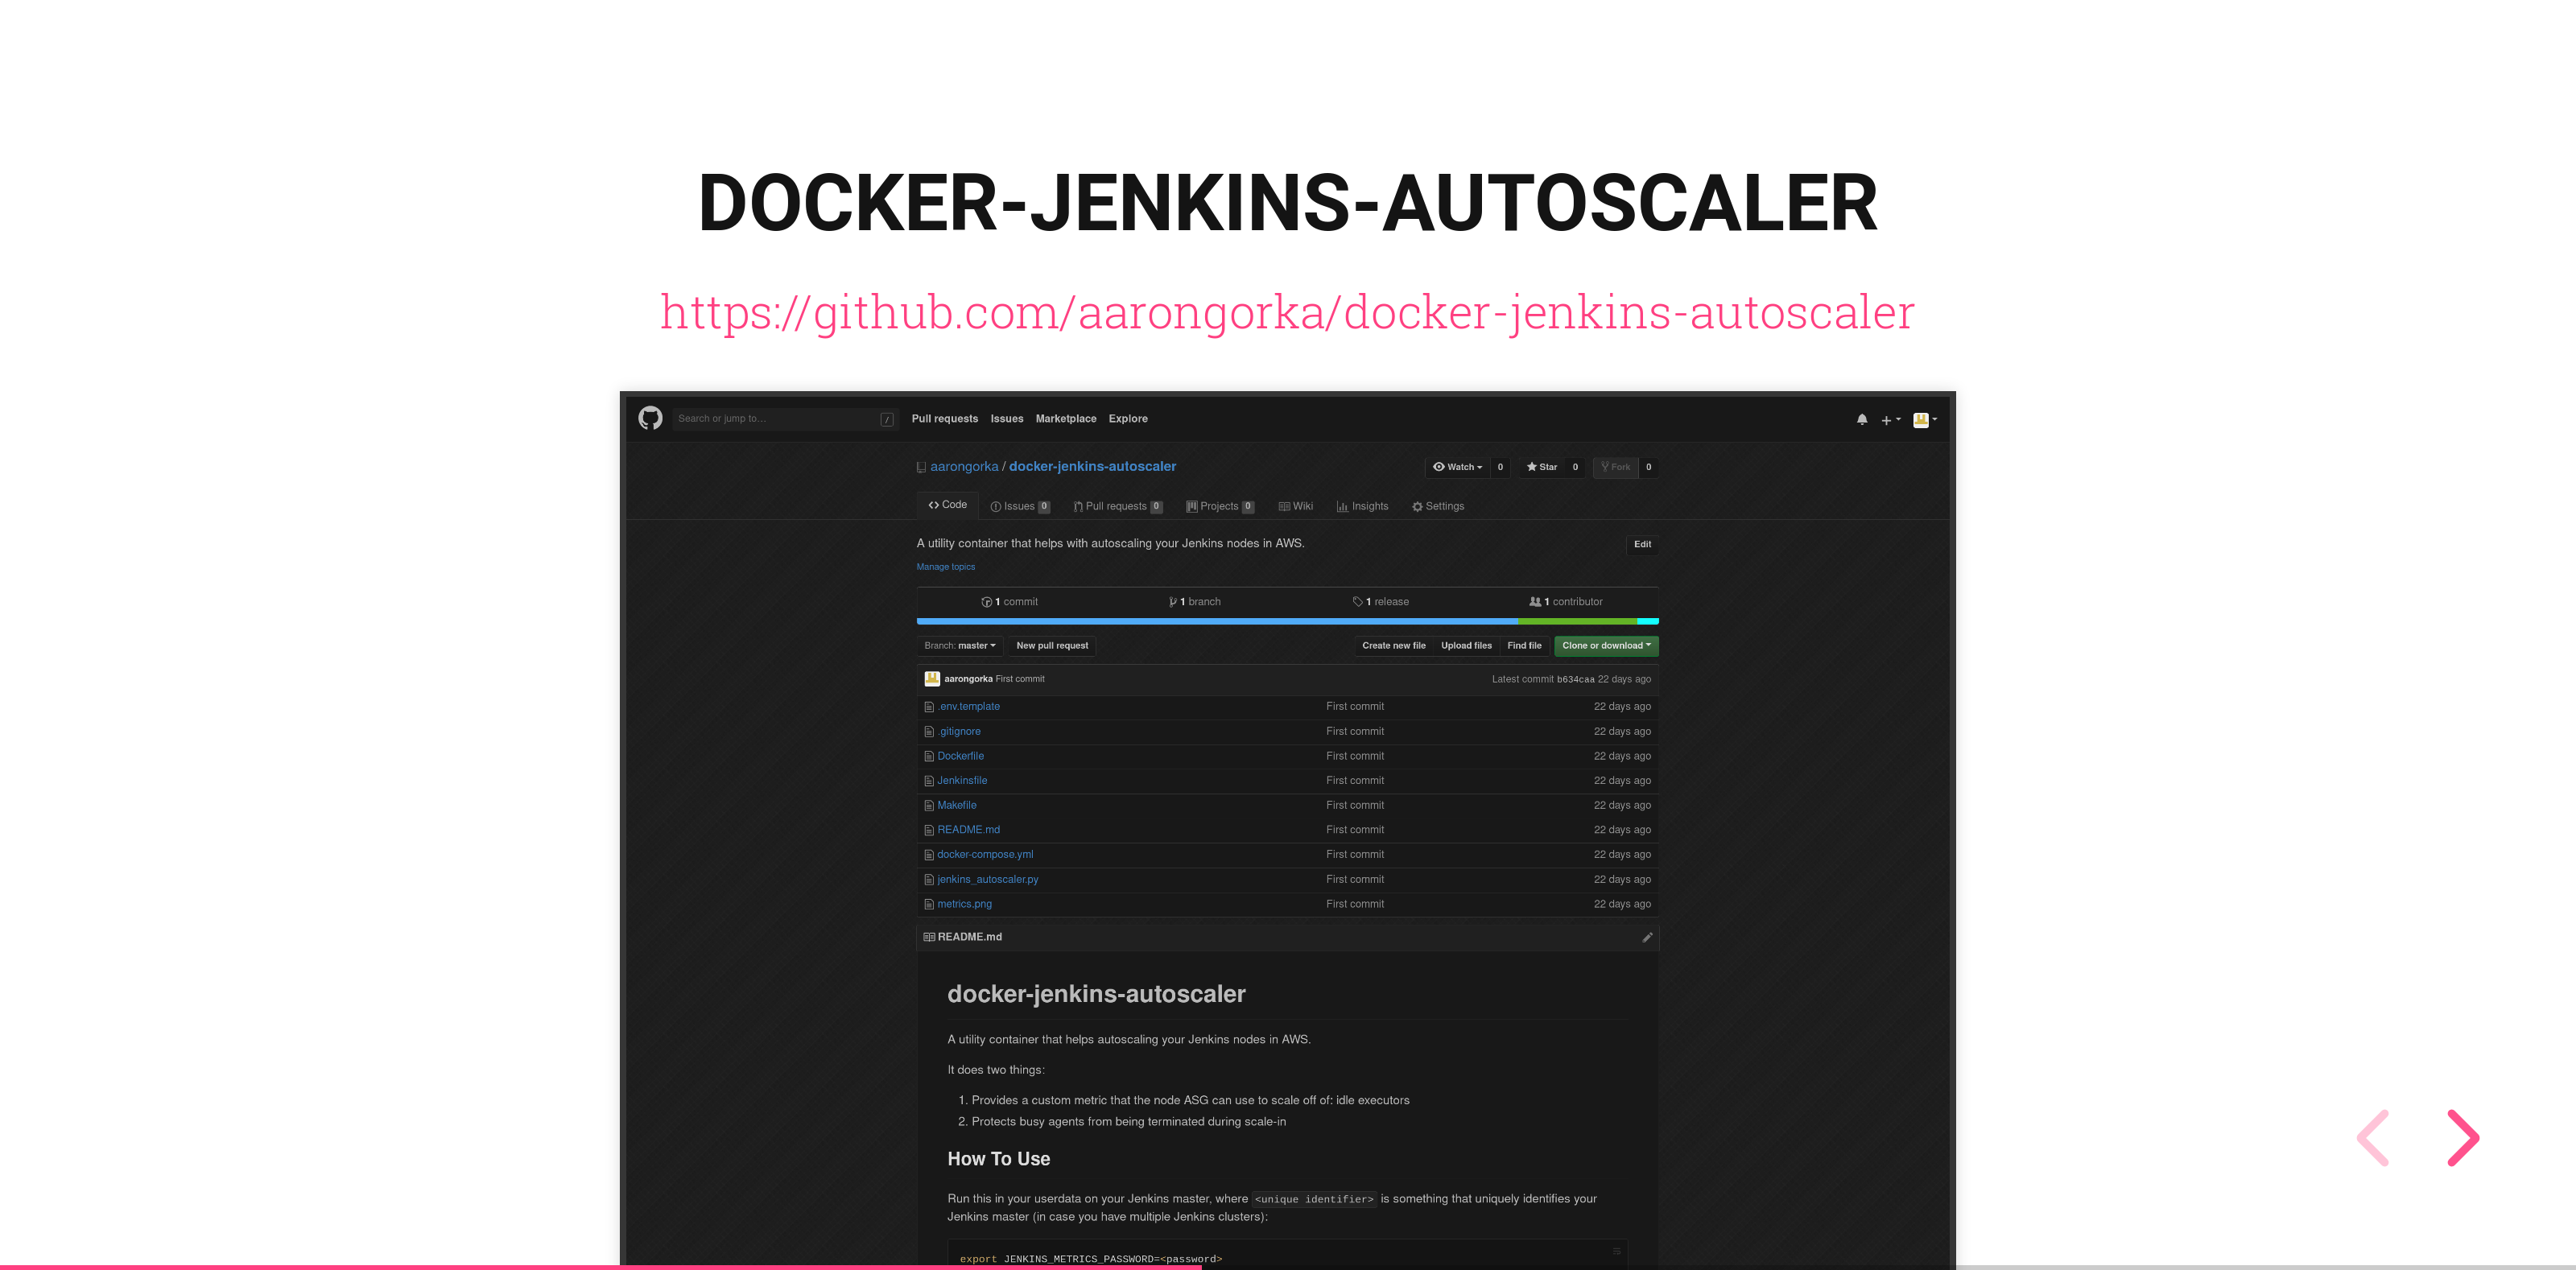 DOCKER-JENKINS-AUTOSCALER
https://github.com/aarongorka/docker-jenkins-autoscaler
Search or jump to… /
Pull requests Issues Marketplace Explore
aarongorka / docker-jenkins-autoscaler
Watch 0 Star 0 Fork 0
Code Issues 0 Pull requests 0 Projects 0 Wiki Insights Settings
A utility container that helps with autoscaling your Jenkins nodes in AWS.
Edit
Manage topics
1 commit 1 branch 1 release 1 contributor
Branch: master New pull request Create new file Upload files Find file Clone or download
aarongorka First commit Latest commit b634caa 22 days ago
.env.template First commit 22 days ago
.gitignore First commit 22 days ago
Dockerfile First commit 22 days ago
Jenkinsfile First commit 22 days ago
Makefile First commit 22 days ago
README.md First commit 22 days ago
docker-compose.yml First commit 22 days ago
jenkins_autoscaler.py First commit 22 days ago
metrics.png First commit 22 days ago
README.md
docker-jenkins-autoscaler
A utility container that helps autoscaling your Jenkins nodes in AWS.
It does two things:
1. Provides a custom metric that the node ASG can use to scale off of: idle executors
2. Protects busy agents from being terminated during scale-in
How To Use
Run this in your userdata on your Jenkins master, where <unique identifier> is something that uniquely identifies your
Jenkins master (in case you have multiple Jenkins clusters):
export JENKINS_METRICS_PASSWORD=<password>